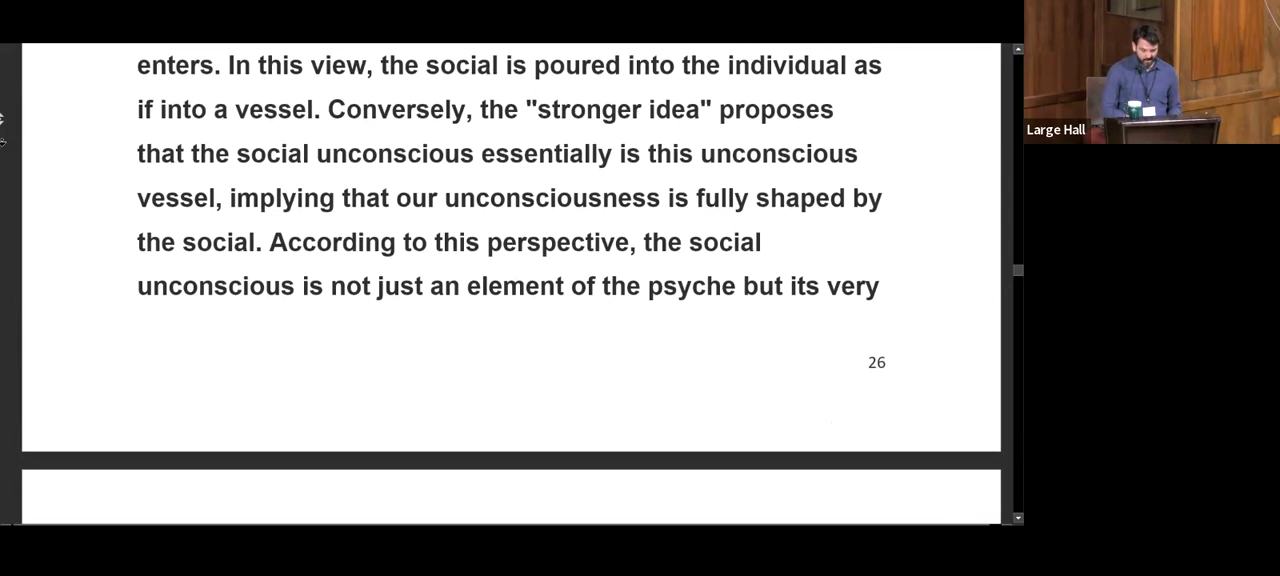 enters. In this view, the social is poured into the individual as
if into a vessel. Conversely, the "stronger idea" proposes
that the social unconscious essentially is this unconscious
vessel, implying that our unconsciousness is fully shaped by
the social. According to this perspective, the social
unconscious is not just an element of the psyche but its very
26
Large Hall